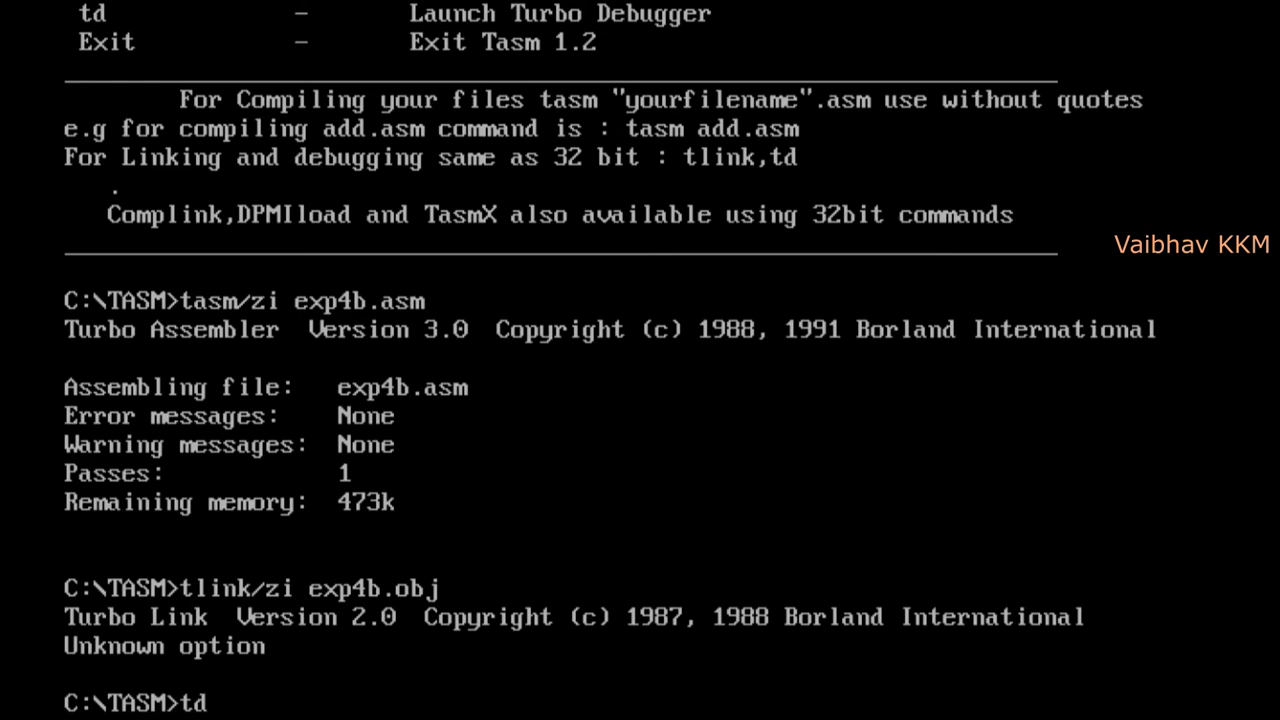 td - Launch Turbo Debugger
Exit - Exit Tasm 1.2
For Compiling your files tasm "yourfilename".asm use without quotes
e.g for compiling add.asm command is : tasm add.asm
For Linking and debugging same as 32 bit : tlink,td
.
Complink,DPMIload and TasmX also available using 32bit commands
Vaibhav KKM
C:\TASM>tasm/zi exp4b.asm
Turbo Assembler Version 3.0 Copyright (c) 1988, 1991 Borland International
Assembling file: exp4b.asm
Error messages: None
Warning messages: None
Passes: 1
Remaining memory: 473k
C:\TASM>tlink/zi exp4b.obj
Turbo Link Version 2.0 Copyright (c) 1987, 1988 Borland International
Unknown option
C:\TASM>td